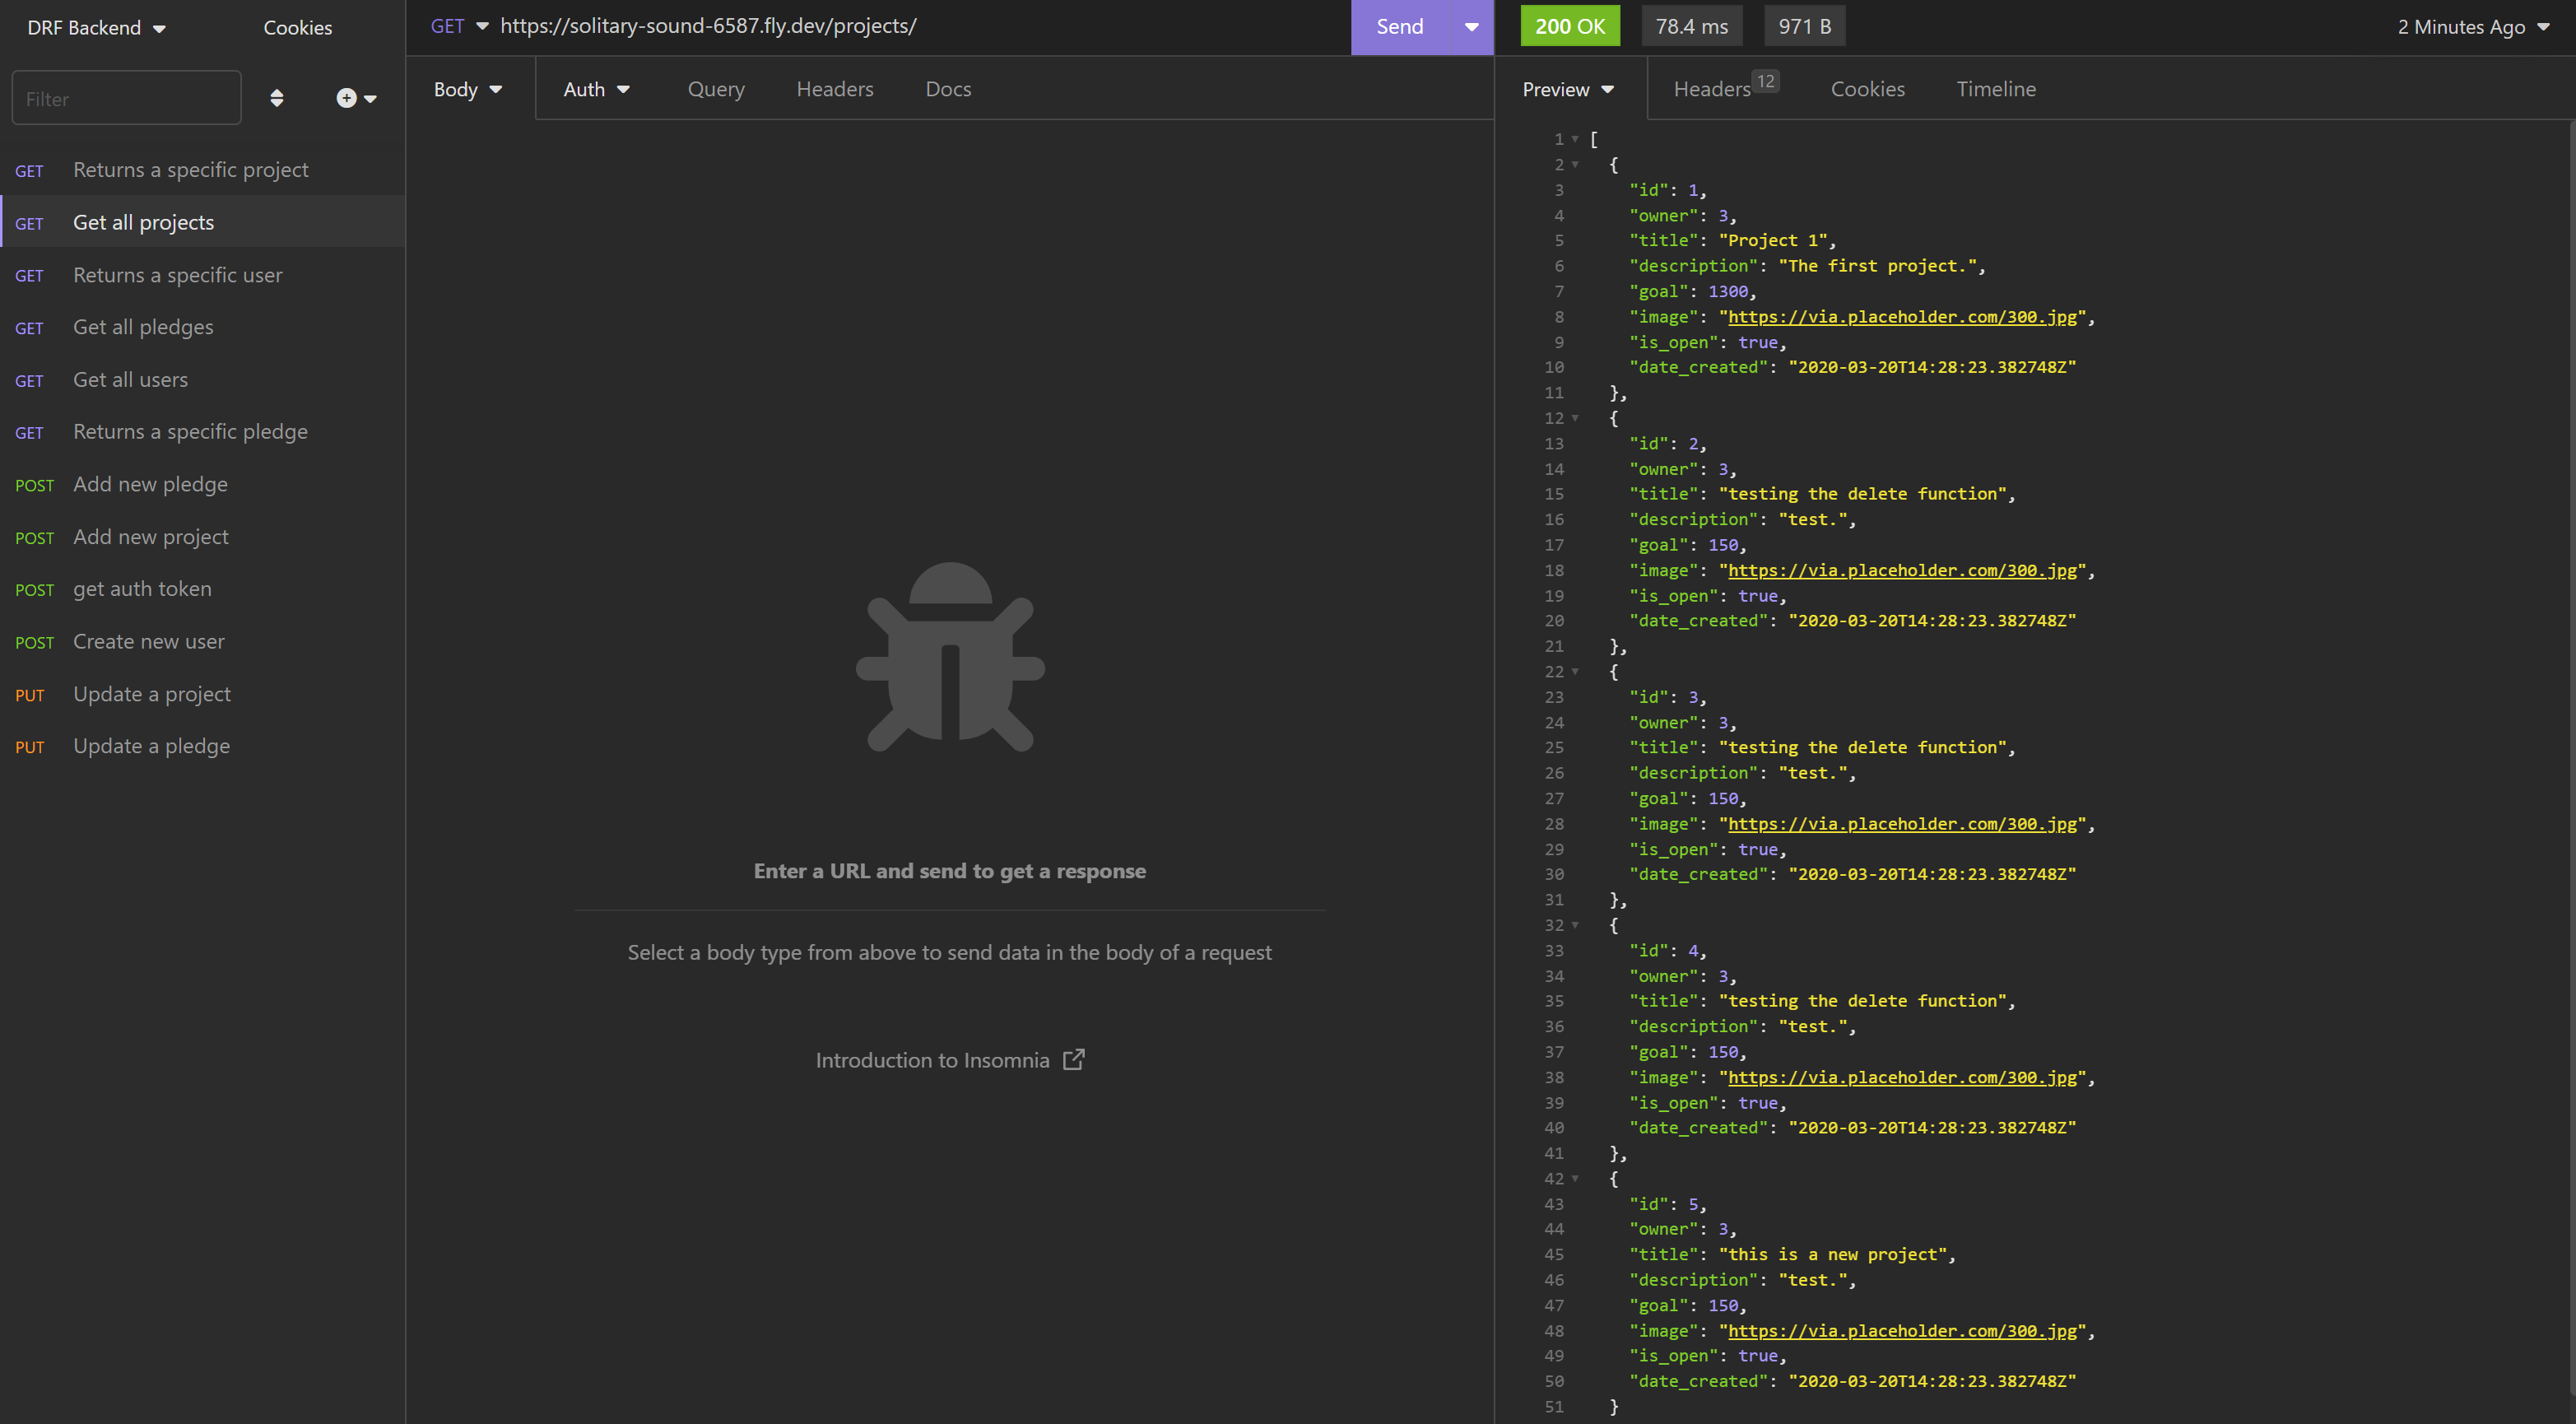 DRF Backend
Cookies
Filter
GET Returns a specific project
GET Get all projects
GET Returns a specific user
GET Get all pledges
GET Get all users
GET Returns a specific pledge
POST Add new pledge
POST Add new project
POST get auth token
POST Create new user
PUT Update a project
PUT Update a pledge
GET https://solitary-sound-6587.fly.dev/projects/ Send
Body Auth Query Headers Docs
Enter a URL and send to get a response
Select a body type from above to send data in the body of a request
Introduction to Insomnia
200 OK 78.4 ms 971 B 2 Minutes Ago
Preview Headers 12 Cookies Timeline
1 [
2 {
3 "id": 1,
4 "owner": 3,
5 "title": "Project 1",
6 "description": "The first project.",
7 "goal": 1300,
8 "image": "https://via.placeholder.com/300.jpg",
9 "is_open": true,
10 "date_created": "2020-03-20T14:28:23.382748Z"
11 },
12 {
13 "id": 2,
14 "owner": 3,
15 "title": "testing the delete function",
16 "description": "test.",
17 "goal": 150,
18 "image": "https://via.placeholder.com/300.jpg",
19 "is_open": true,
20 "date_created": "2020-03-20T14:28:23.382748Z"
21 },
22 {
23 "id": 3,
24 "owner": 3,
25 "title": "testing the delete function",
26 "description": "test.",
27 "goal": 150,
28 "image": "https://via.placeholder.com/300.jpg",
29 "is_open": true,
30 "date_created": "2020-03-20T14:28:23.382748Z"
31 },
32 {
33 "id": 4,
34 "owner": 3,
35 "title": "testing the delete function",
36 "description": "test.",
37 "goal": 150,
38 "image": "https://via.placeholder.com/300.jpg",
39 "is_open": true,
40 "date_created": "2020-03-20T14:28:23.382748Z"
41 },
42 {
43 "id": 5,
44 "owner": 3,
45 "title": "this is a new project",
46 "description": "test.",
47 "goal": 150,
48 "image": "https://via.placeholder.com/300.jpg",
49 "is_open": true,
50 "date_created": "2020-03-20T14:28:23.382748Z"
51 }